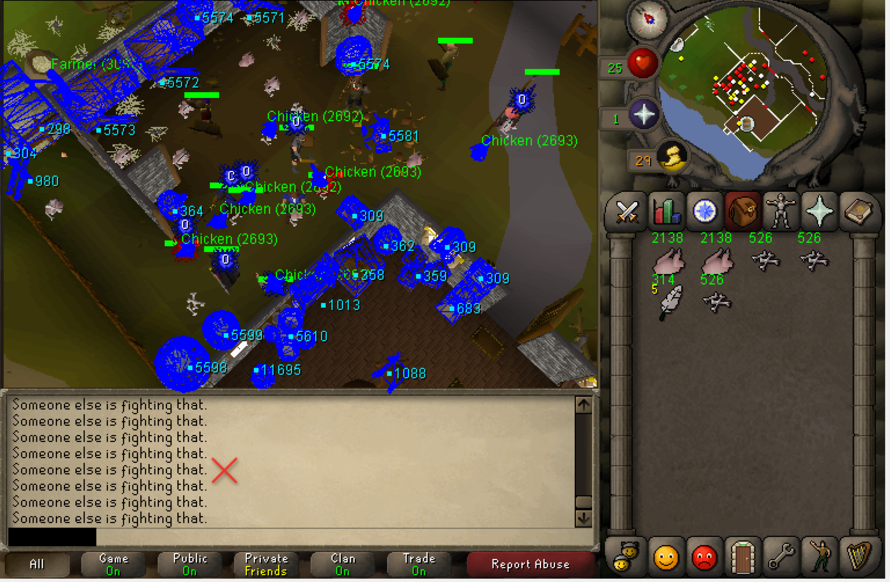 5574
5571
Chicken (2692)
Farmer
5574
5572
298
5573
Chicken (2692)
5581
Chicken (2693)
304
980
Chicken (2693)
C
O
Chicken (2692)
364
Chicken (2693)
309
Chicken (2693)
362
309
358
359
309
1013
683
5599
5610
5598
11695
1088
25
1
29
2138 2138 526 526
314 526
5
Someone else is fighting that.
Someone else is fighting that.
Someone else is fighting that.
Someone else is fighting that.
Someone else is fighting that.
Someone else is fighting that.
Someone else is fighting that.
Someone else is fighting that.
All
Game
On
Public
On
Private
Friends
Clan
On
Trade
On
Report Abuse